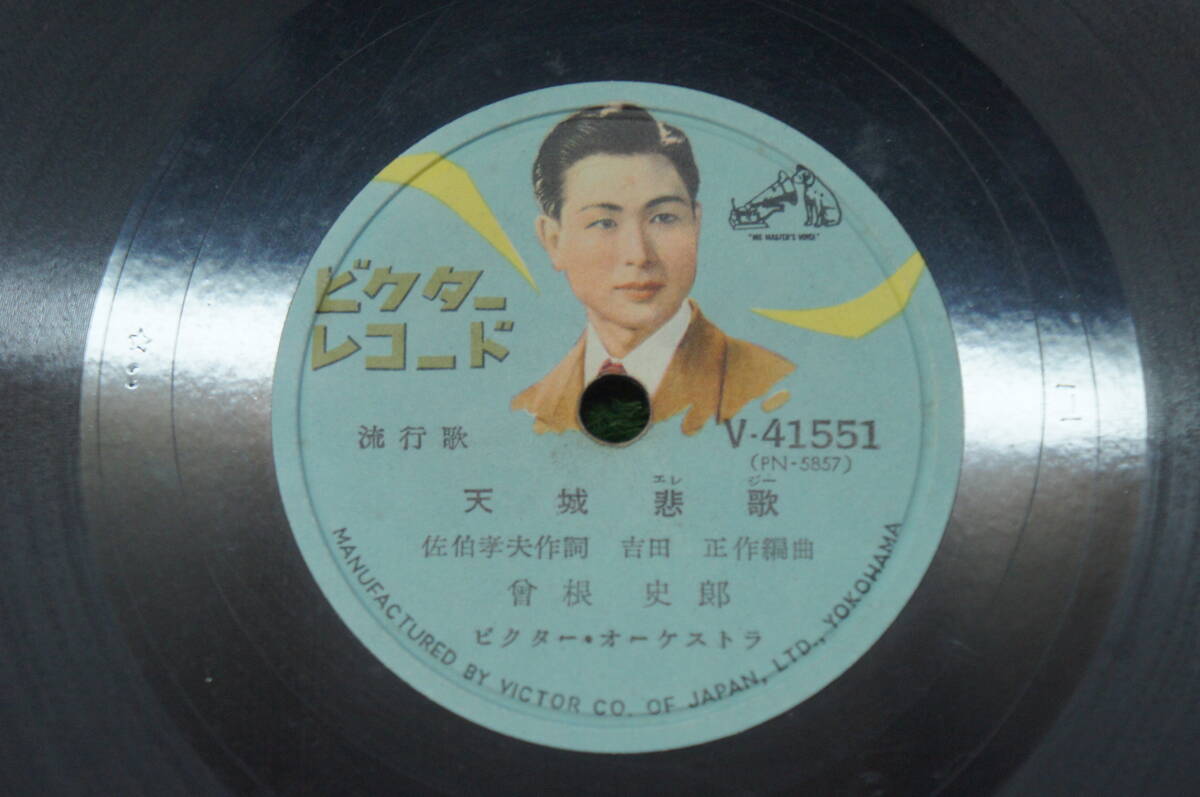 "HIS MASTER'S VOICE"
ビクター
レコード
流行歌
V-41551
(PN-5857)
エレ ジー
天城悲歌
佐伯孝夫作詞 吉田 正作編曲
曾根史郎
ビクター・オーケストラ
MANUFACTURED BY VICTOR CO. OF JAPAN, LTD., YOKOHAMA